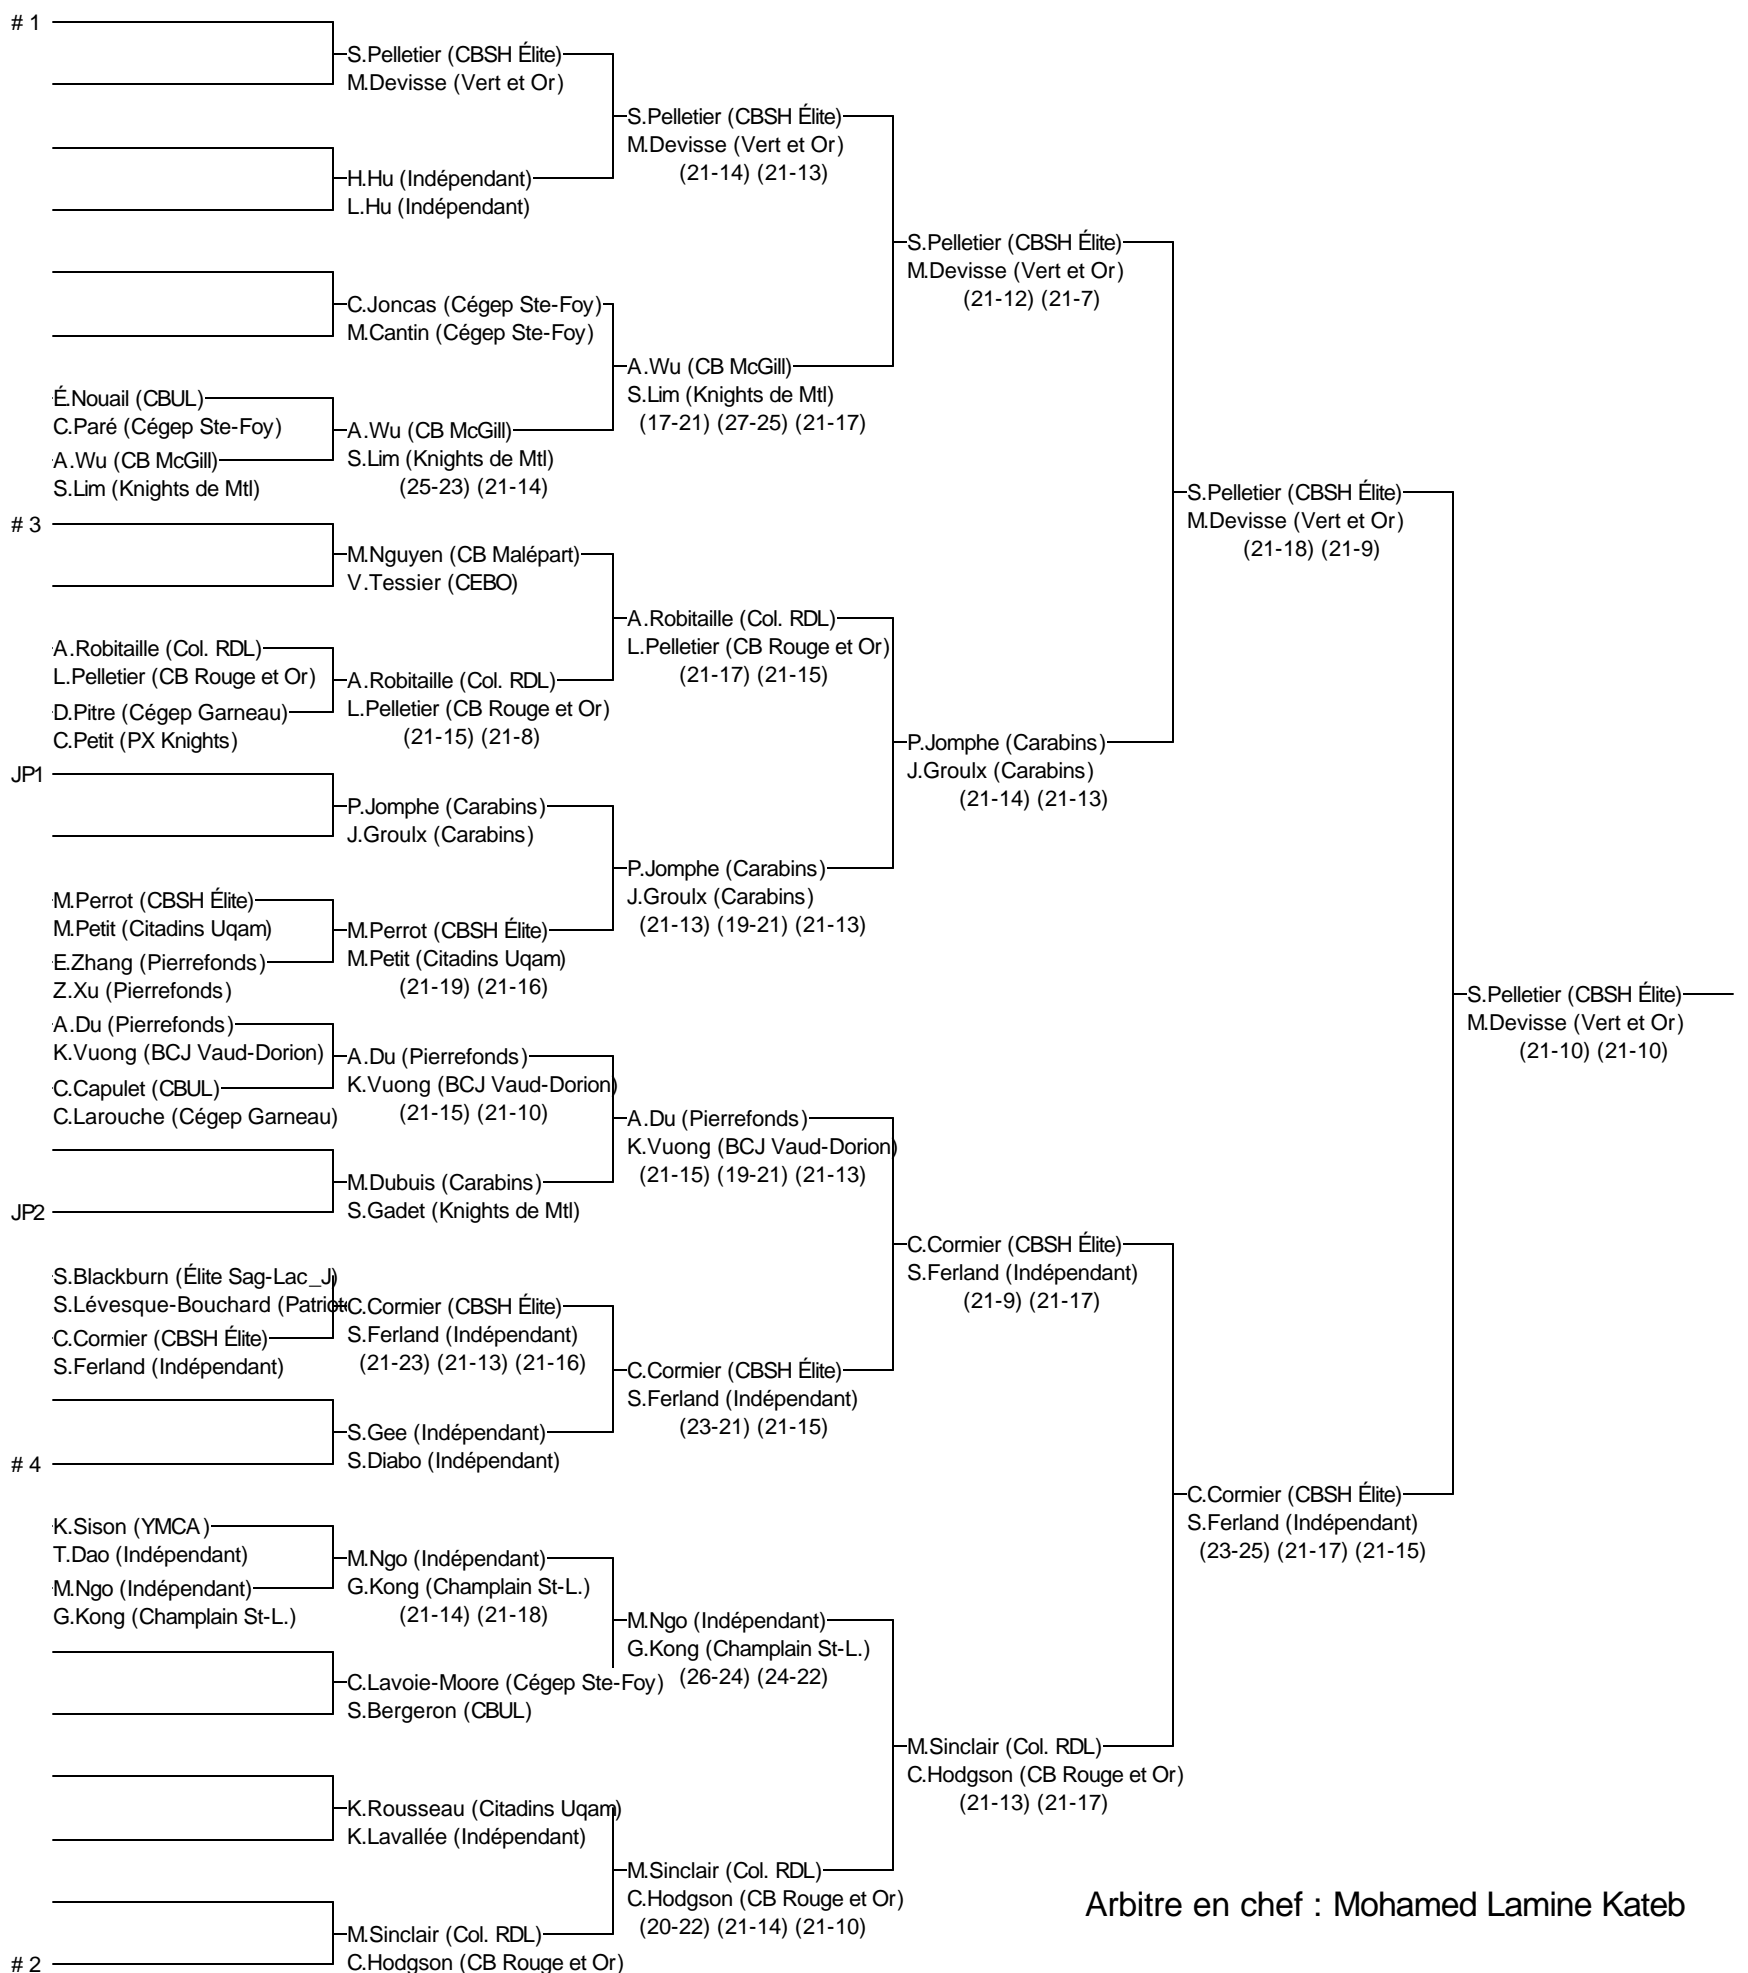 # 1
S.Pelletier (CBSH Élite)
M.Devisse (Vert et Or)
S.Pelletier (CBSH Élite)
M.Devisse (Vert et Or)
(21-14) (21-13)
H.Hu (Indépendant)
L.Hu (Indépendant)
S.Pelletier (CBSH Élite)
M.Devisse (Vert et Or)
(21-12) (21-7)
C.Joncas (Cégep Ste-Foy)
M.Cantin (Cégep Ste-Foy)
A.Wu (CB McGill)
S.Lim (Knights de Mtl)
(17-21) (27-25) (21-17)
É.Nouail (CBUL)
C.Paré (Cégep Ste-Foy)
A.Wu (CB McGill)
S.Lim (Knights de Mtl)
A.Wu (CB McGill)
S.Lim (Knights de Mtl)
(25-23) (21-14)
S.Pelletier (CBSH Élite)
M.Devisse (Vert et Or)
(21-18) (21-9)
# 3
M.Nguyen (CB Malépart)
V.Tessier (CEBO)
A.Robitaille (Col. RDL)
L.Pelletier (CB Rouge et Or)
(21-17) (21-15)
A.Robitaille (Col. RDL)
L.Pelletier (CB Rouge et Or)
D.Pitre (Cégep Garneau)
C.Petit (PX Knights)
A.Robitaille (Col. RDL)
L.Pelletier (CB Rouge et Or)
(21-15) (21-8)
P.Jomphe (Carabins)
J.Groulx (Carabins)
(21-14) (21-13)
JP1
P.Jomphe (Carabins)
J.Groulx (Carabins)
P.Jomphe (Carabins)
J.Groulx (Carabins)
(21-13) (19-21) (21-13)
M.Perrot (CBSH Élite)
M.Petit (Citadins Uqam)
E.Zhang (Pierrefonds)
Z.Xu (Pierrefonds)
M.Perrot (CBSH Élite)
M.Petit (Citadins Uqam)
(21-19) (21-16)
S.Pelletier (CBSH Élite)
M.Devisse (Vert et Or)
(21-10) (21-10)
A.Du (Pierrefonds)
K.Vuong (BCJ Vaud-Dorion)
C.Capulet (CBUL)
C.Larouche (Cégep Garneau)
A.Du (Pierrefonds)
K.Vuong (BCJ Vaud-Dorion)
(21-15) (21-10)
A.Du (Pierrefonds)
K.Vuong (BCJ Vaud-Dorion)
(21-15) (19-21) (21-13)
M.Dubuis (Carabins)
S.Gadet (Knights de Mtl)
JP2
C.Cormier (CBSH Élite)
S.Ferland (Indépendant)
(21-9) (21-17)
S.Blackburn (Élite Sag-Lac_J)
S.Lévesque-Bouchard (Patriot
C.Cormier (CBSH Élite)
S.Ferland (Indépendant)
C.Cormier (CBSH Élite)
S.Ferland (Indépendant)
(21-23) (21-13) (21-16)
C.Cormier (CBSH Élite)
S.Ferland (Indépendant)
(23-21) (21-15)
S.Gee (Indépendant)
S.Diabo (Indépendant)
# 4
C.Cormier (CBSH Élite)
S.Ferland (Indépendant)
(23-25) (21-17) (21-15)
K.Sison (YMCA)
T.Dao (Indépendant)
M.Ngo (Indépendant)
G.Kong (Champlain St-L.)
M.Ngo (Indépendant)
G.Kong (Champlain St-L.)
(21-14) (21-18)
M.Ngo (Indépendant)
G.Kong (Champlain St-L.)
(26-24) (24-22)
C.Lavoie-Moore (Cégep Ste-Foy)
S.Bergeron (CBUL)
M.Sinclair (Col. RDL)
C.Hodgson (CB Rouge et Or)
(21-13) (21-17)
K.Rousseau (Citadins Uqam)
K.Lavallée (Indépendant)
M.Sinclair (Col. RDL)
C.Hodgson (CB Rouge et Or)
(20-22) (21-14) (21-10)
Arbitre en chef : Mohamed Lamine Kateb
M.Sinclair (Col. RDL)
C.Hodgson (CB Rouge et Or)
# 2